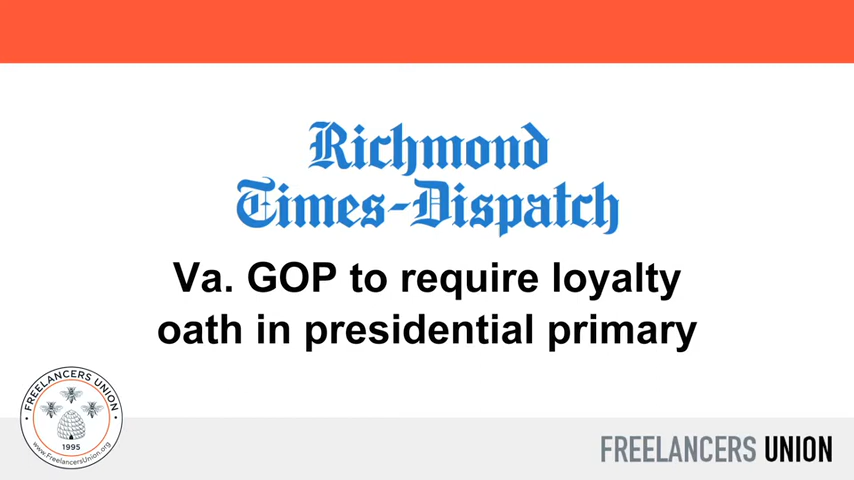 Richmond
Times-Dispatch
Va. GOP to require loyalty
oath in presidential primary
FREELANCERS UNION
1995
www.FreelancersUnion.org
FREELANCERS UNION